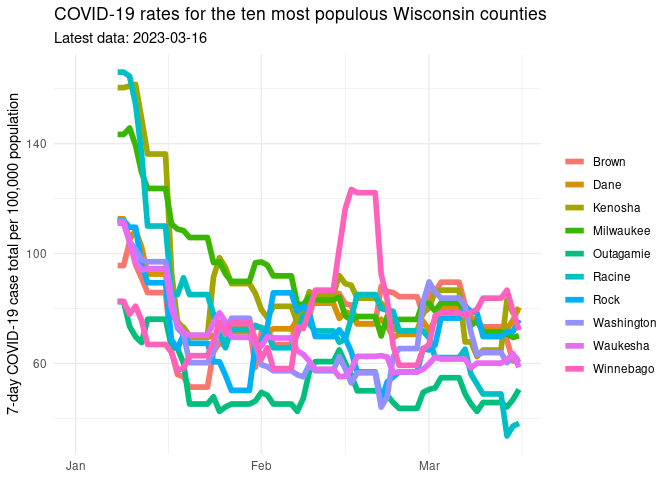 COVID-19 rates for the ten most populous Wisconsin counties
Latest data: 2023-03-16
7-day COVID-19 case total per 100,000 population
140
100
60
Jan
Feb
Mar
Brown
Dane
Kenosha
Milwaukee
Outagamie
Racine
Rock
Washington
Waukesha
Winnebago